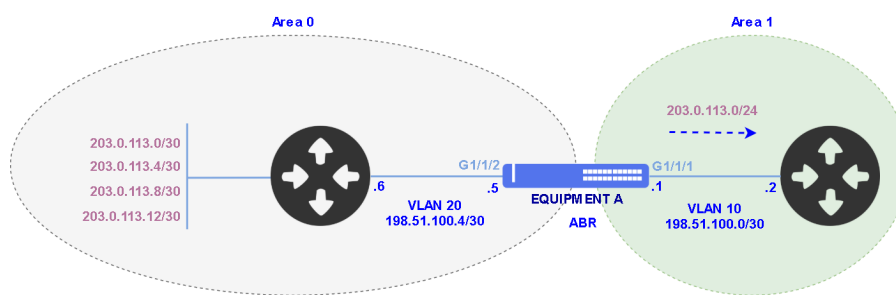 Area 0
Area 1
203.0.113.0/24
203.0.113.0/30
203.0.113.4/30
203.0.113.8/30
203.0.113.12/30
G1/1/2
G1/1/1
.6
.5
.1
.2
EQUIPMENT A
VLAN 20
198.51.100.4/30
ABR
VLAN 10
198.51.100.0/30